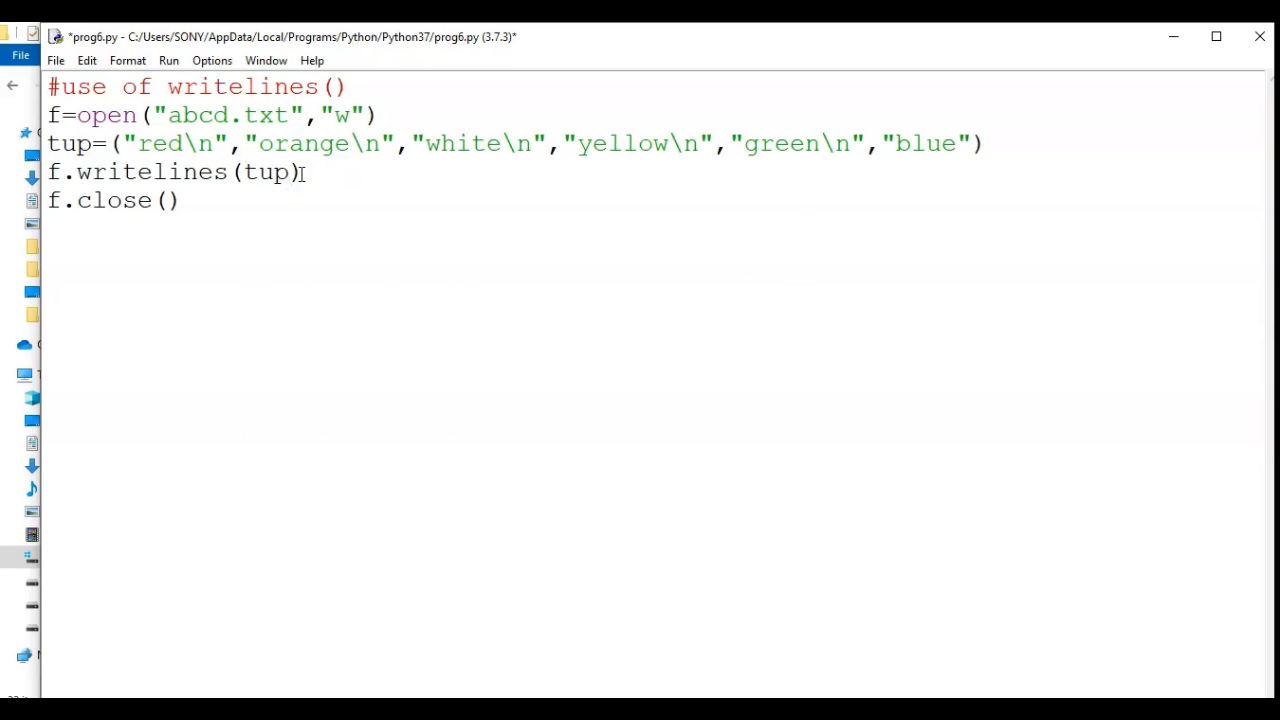 *prog6.py - C:/Users/SONY/AppData/Local/Programs/Python/Python37/prog6.py (3.7.3)*
File
File Edit Format Run Options Window Help
#use of writelines()
f=open("abcd.txt","w")
tup=("red\n","orange\n","white\n","yellow\n","green\n","blue")
f.writelines(tup)
f.close()